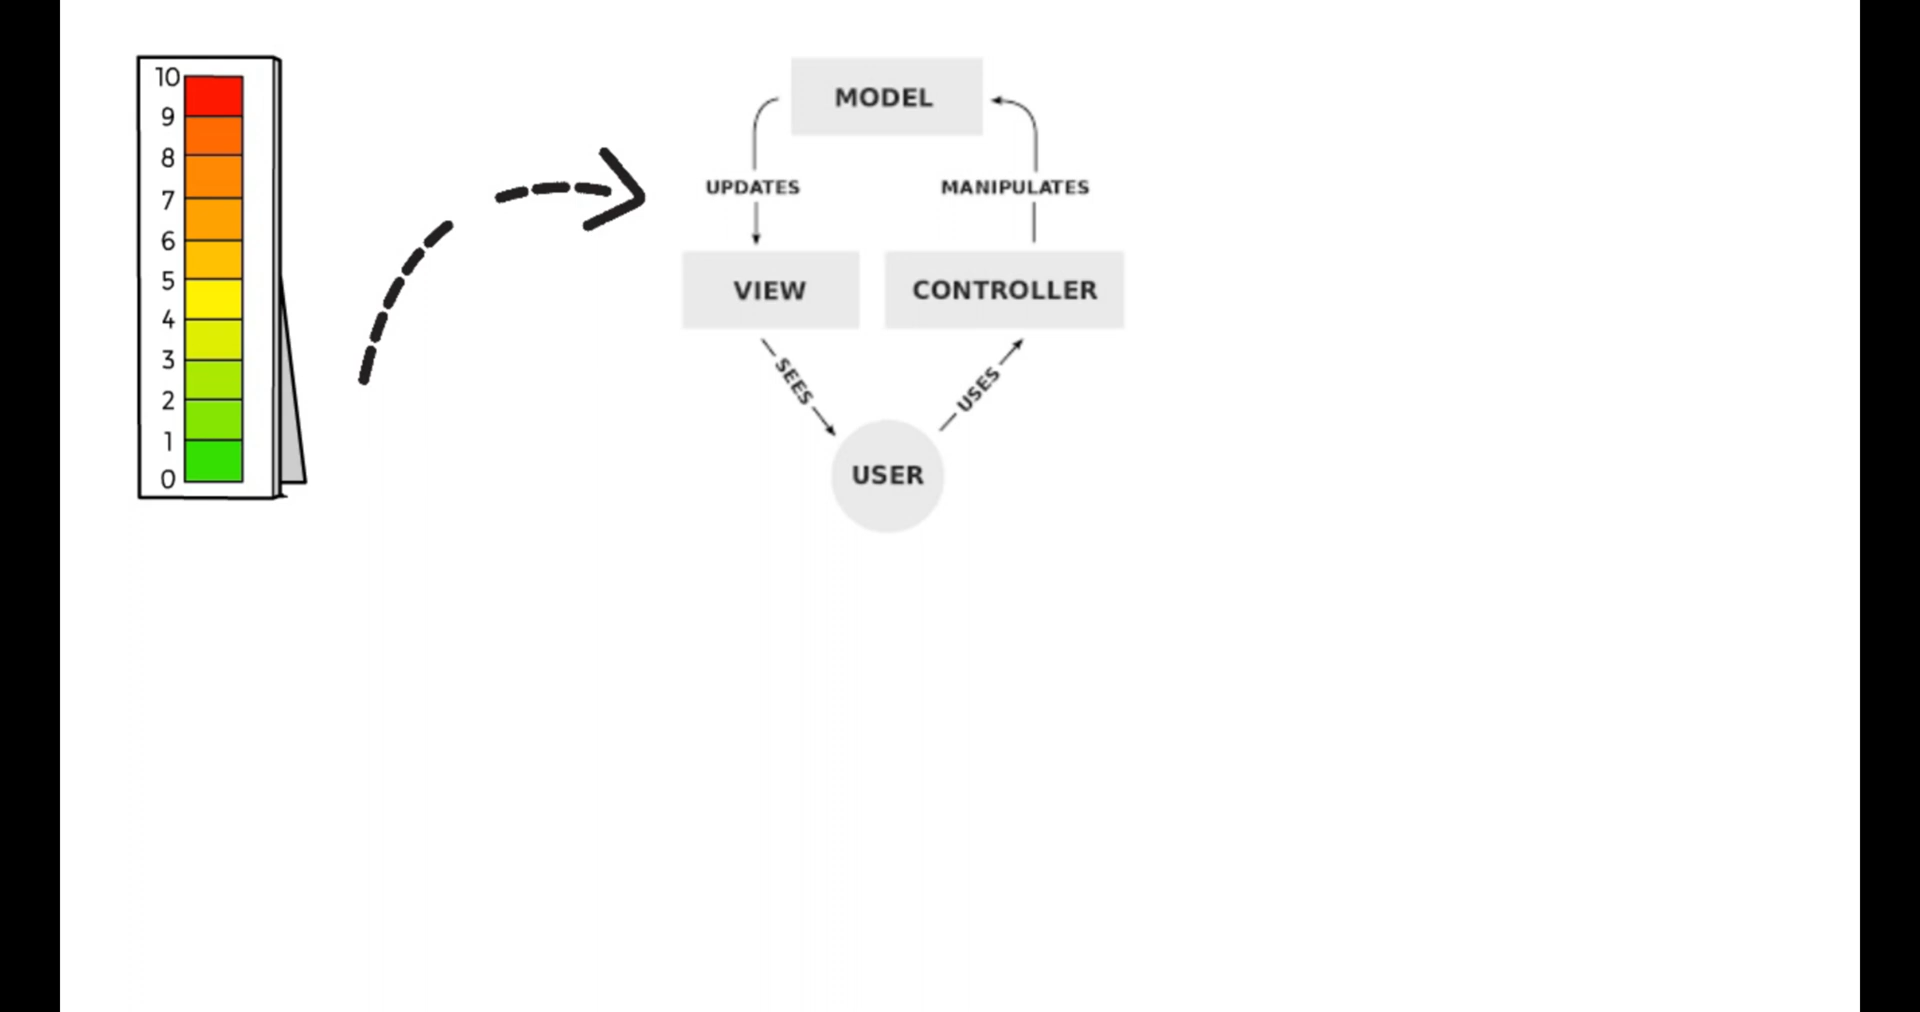 10
9
8
7
6
5
4
3
2
1
0
MODEL
UPDATES
MANIPULATES
VIEW
CONTROLLER
SEES
USES
USER